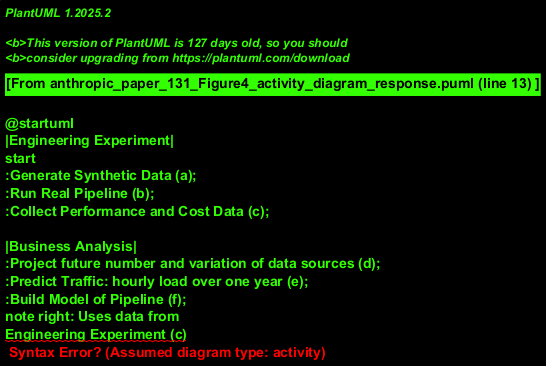 PlantUML 1.2025.2
<b>This version of PlantUML is 127 days old, so you should
<b>consider upgrading from https://plantuml.com/download
[From anthropic_paper_131_Figure4_activity_diagram_response.puml (line 13) ]
@startuml
|Engineering Experiment|
start
:Generate Synthetic Data (a);
:Run Real Pipeline (b);
:Collect Performance and Cost Data (c);
|Business Analysis|
:Project future number and variation of data sources (d);
:Predict Traffic: hourly load over one year (e);
:Build Model of Pipeline (f);
note right: Uses data from
Engineering Experiment (c)
Syntax Error? (Assumed diagram type: activity)